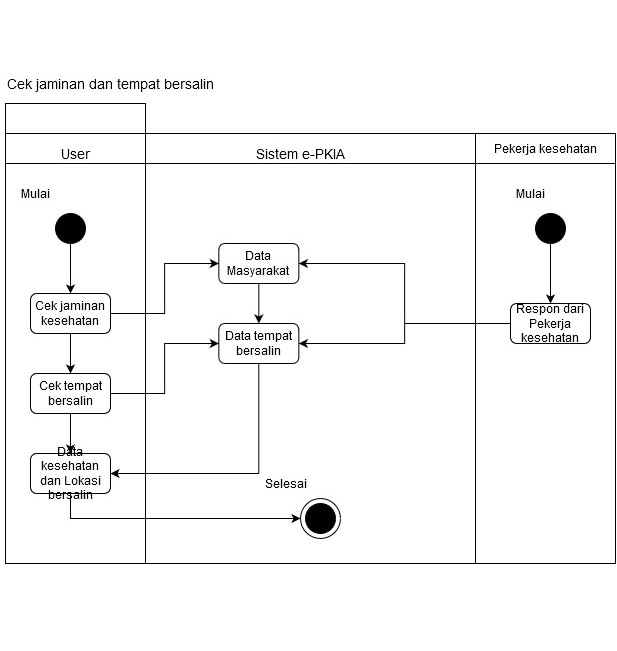 Cek jaminan dan tempat bersalin
User
Sistem e-PKIA
Pekerja kesehatan
Mulai
Mulai
Data
Masyarakat
Cek jaminan
kesehatan
Respon dari
Pekerja
kesehatan
Data tempat
bersalin
Cek tempat
bersalin
Data
kesehatan
dan Lokasi
bersalin
Selesai